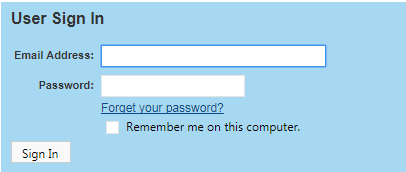 User Sign In
Email Address:
Password:
Forget your password?
Remember me on this computer.
Sign In